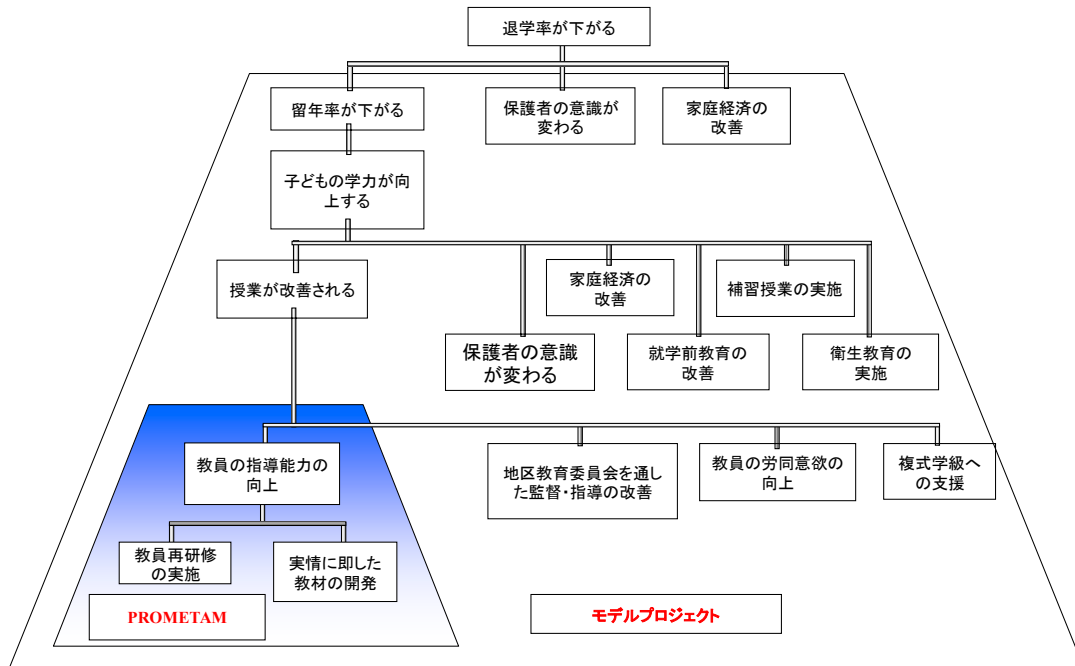 退学率が下がる
留年率が下がる
保護者の意識が
変わる
家庭経済の
改善
子どもの学力が向
上する
授業が改善される
家庭経済の
改善
補習授業の実施
保護者の意識
が変わる
就学前教育の
改善
衛生教育の
実施
教員の指導能力の
向上
地区教育委員会を通し
た監督・指導の改善
教員の労同意欲の
向上
複式学級へ
の支援
教員再研修
の実施
実情に即した
教材の開発
PROMETAM
モデルプロジェクト